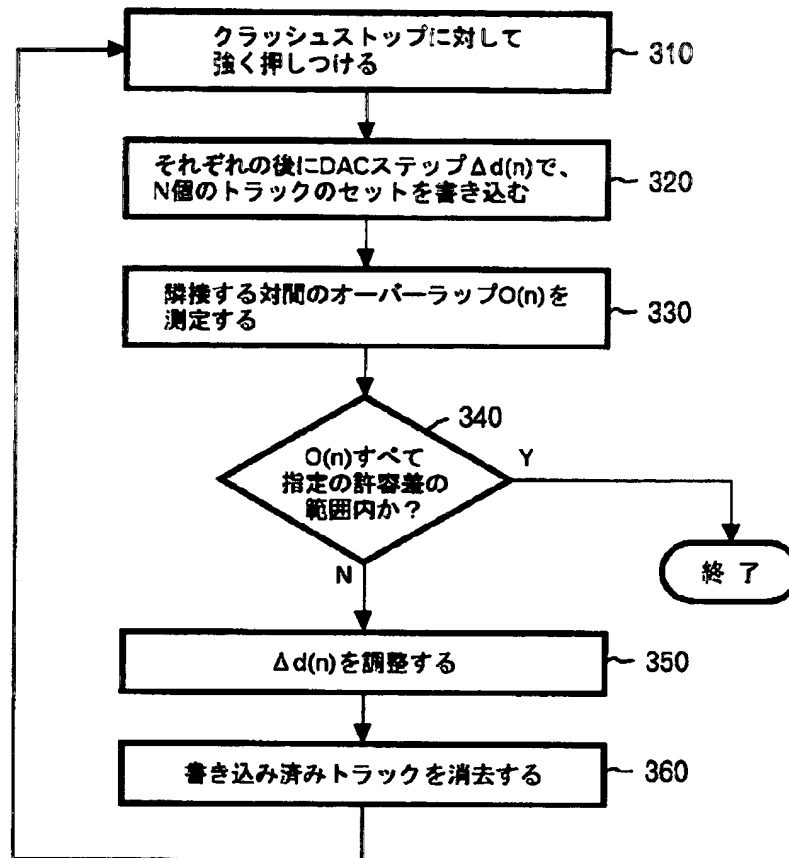 クラッシュストップに対して
強く押しつける
310
それぞれの後にDACステップΔd(n)で、
N個のトラックのセットを書き込む
320
隣接する対間のオーバーラップO(n)を
測定する
330
340
O(n)すべて
指定の許容差の
範囲内か？
Y
N
終 了
Δd(n)を調整する
350
書き込み済みトラックを消去する
360